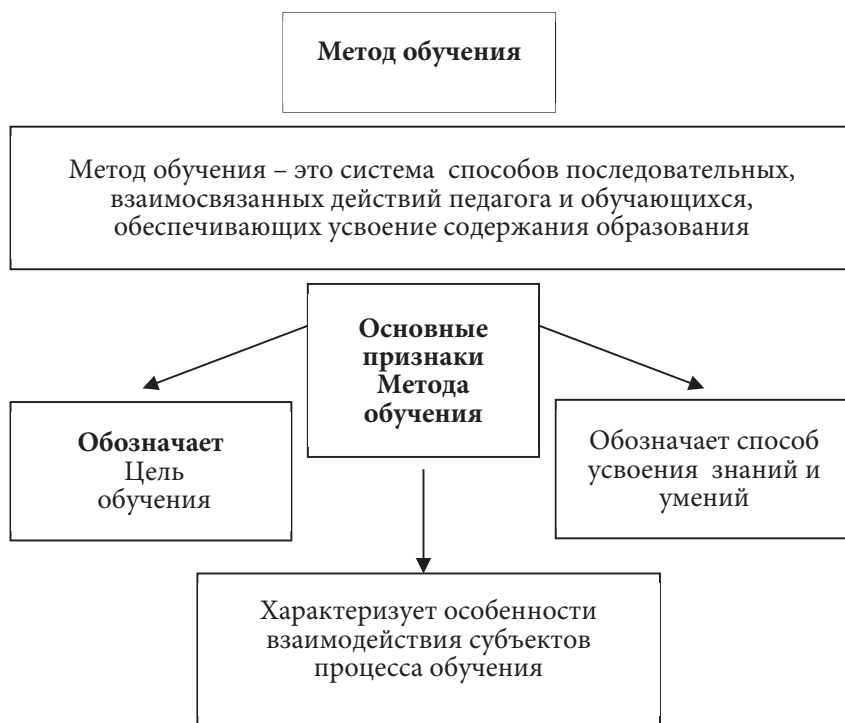 Метод обучения
Метод обучения – это система способов последовательных,
взаимосвязанных действий педагога и обучающихся,
обеспечивающих усвоение содержания образования
Основные
признаки
Метода
обучения
Обозначает
Цель
обучения
Обозначает способ
усвоения знаний и
умений
Характеризует особенности
взаимодействия субъектов
процесса обучения